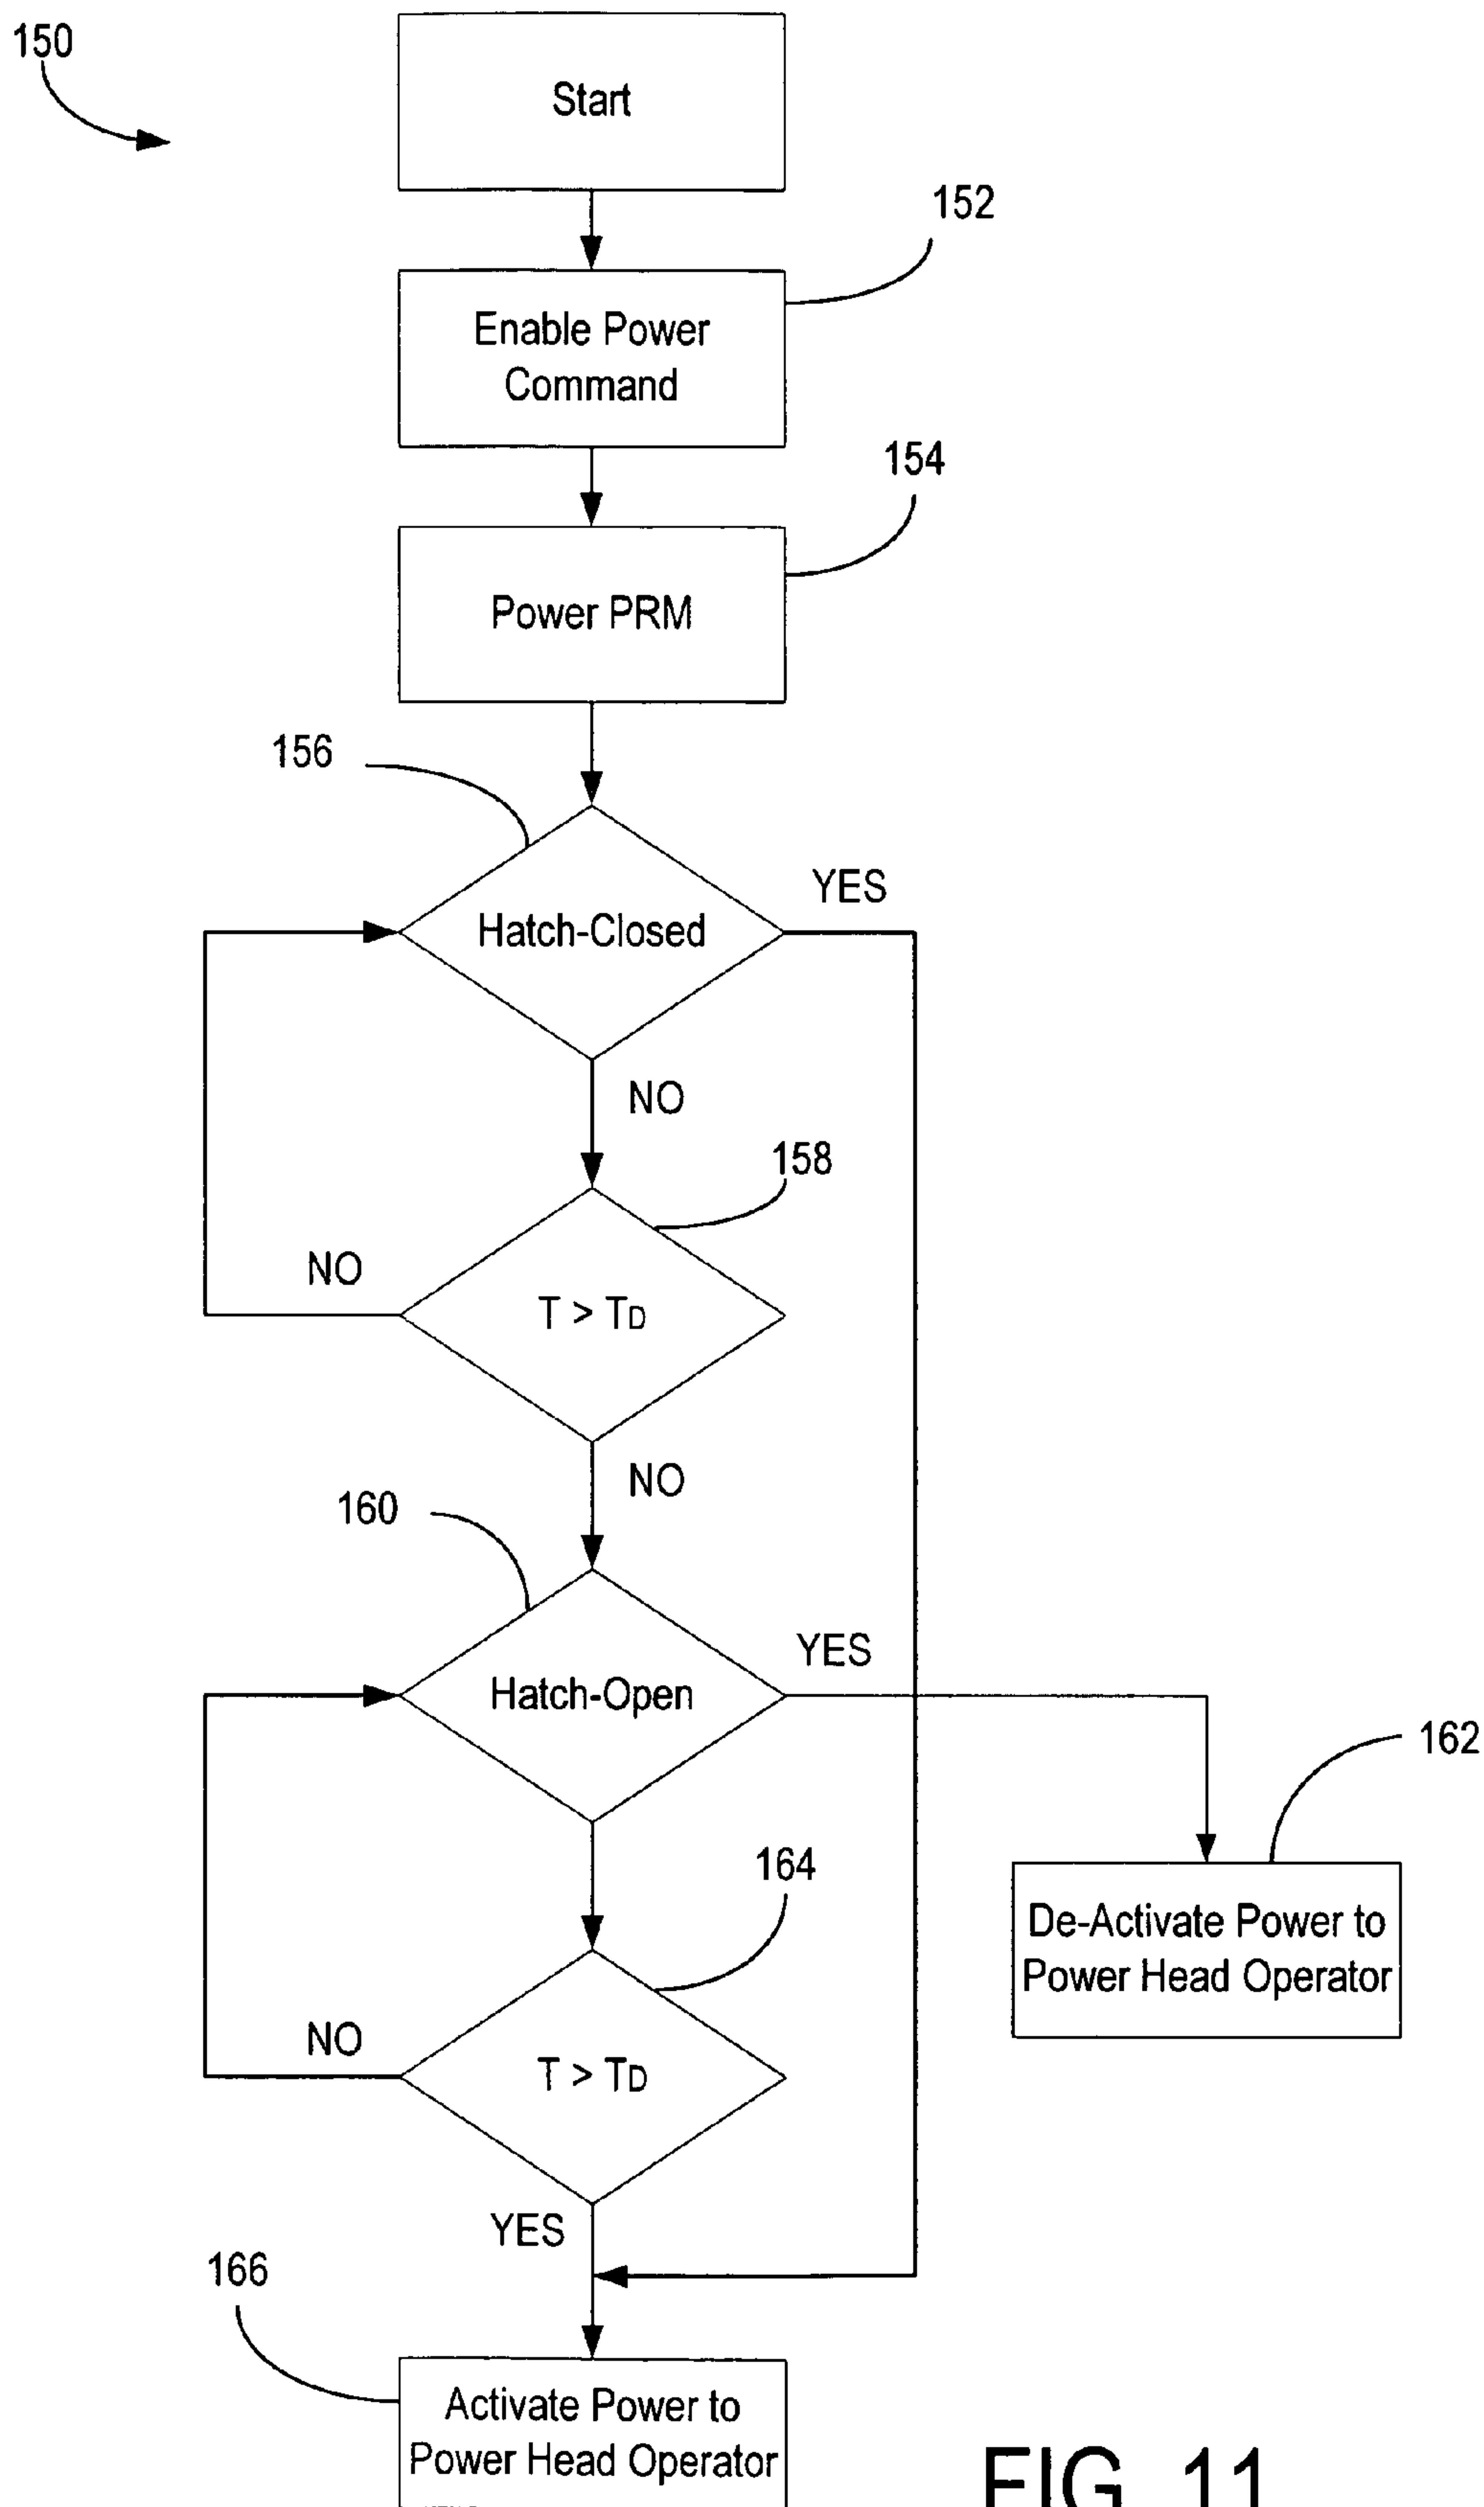 150
Start
152
Enable Power
Command
154
Power PRM
156
YES
Hatch-Closed
NO
158
NO
T > TD
NO
160
YES
Hatch-Open
162
164
De-Activate Power to
Power Head Operator
NO
T > TD
YES
166
Activate Power to
Power Head Operator
FIG. 11